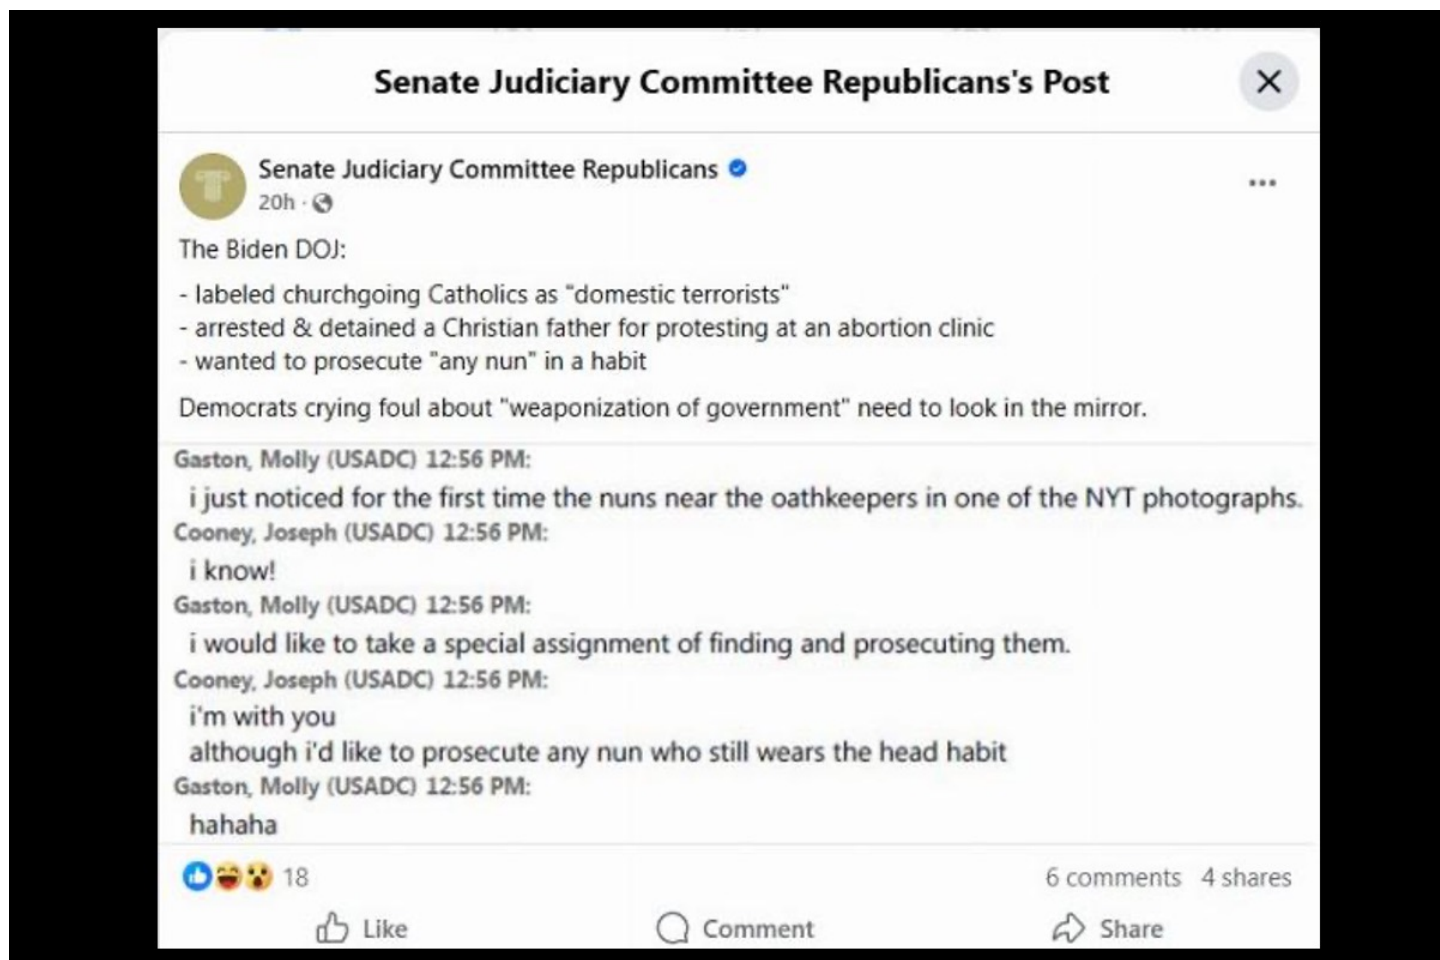 Senate Judiciary Committee Republicans's Post
Senate Judiciary Committee Republicans
20h ·
The Biden DOJ:
- labeled churchgoing Catholics as "domestic terrorists"
- arrested & detained a Christian father for protesting at an abortion clinic
- wanted to prosecute "any nun" in a habit
Democrats crying foul about "weaponization of government" need to look in the mirror.
Gaston, Molly (USADC) 12:56 PM:
i just noticed for the first time the nuns near the oathkeepers in one of the NYT photographs.
Cooney, Joseph (USADC) 12:56 PM:
i know!
Gaston, Molly (USADC) 12:56 PM:
i would like to take a special assignment of finding and prosecuting them.
Cooney, Joseph (USADC) 12:56 PM:
i'm with you
although i'd like to prosecute any nun who still wears the head habit
Gaston, Molly (USADC) 12:56 PM:
hahaha
18 6 comments 4 shares
Like Comment Share